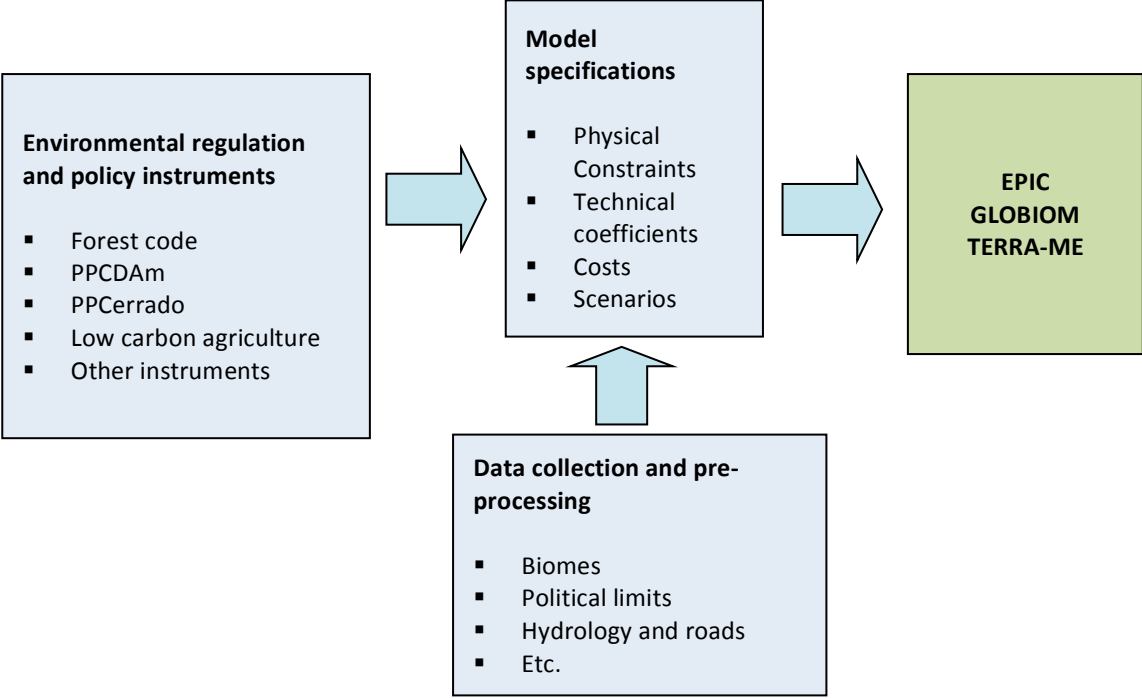 Environmental regulation
and policy instruments
▪ Forest code
▪ PPCDAm
▪ PPCerrado
▪ Low carbon agriculture
▪ Other instruments
Model
specifications
▪ Physical
Constraints
▪ Technical
coefficients
▪ Costs
▪ Scenarios
EPIC
GLOBIOM
TERRA-ME
Data collection and pre-
processing
▪ Biomes
▪ Political limits
▪ Hydrology and roads
▪ Etc.